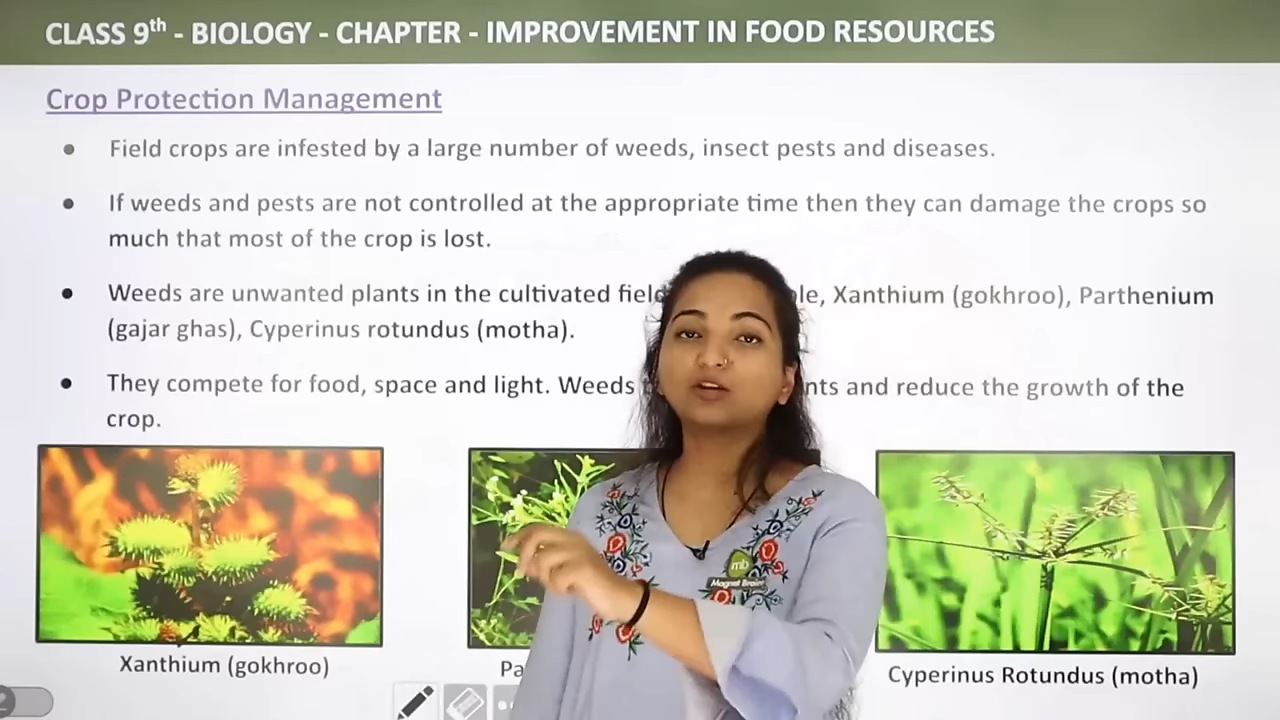 CLASS 9th - BIOLOGY - CHAPTER - IMPROVEMENT IN FOOD RESOURCES
Crop Protection Management
Field crops are infested by a large number of weeds, insect pests and diseases.
If weeds and pests are not controlled at the appropriate time then they can damage the crops so
much that most of the crop is lost.
Weeds are unwanted plants in the cultivated Xanthium (gokhroo), Parthenium
(gajar ghas), Cyperinus rotundus (motha).
They compete for food, space and light. Weeds and reduce the growth of the
crop.
Xanthium (gokhroo)
Cyperinus Rotundus (motha)
mb
Magnet Brains